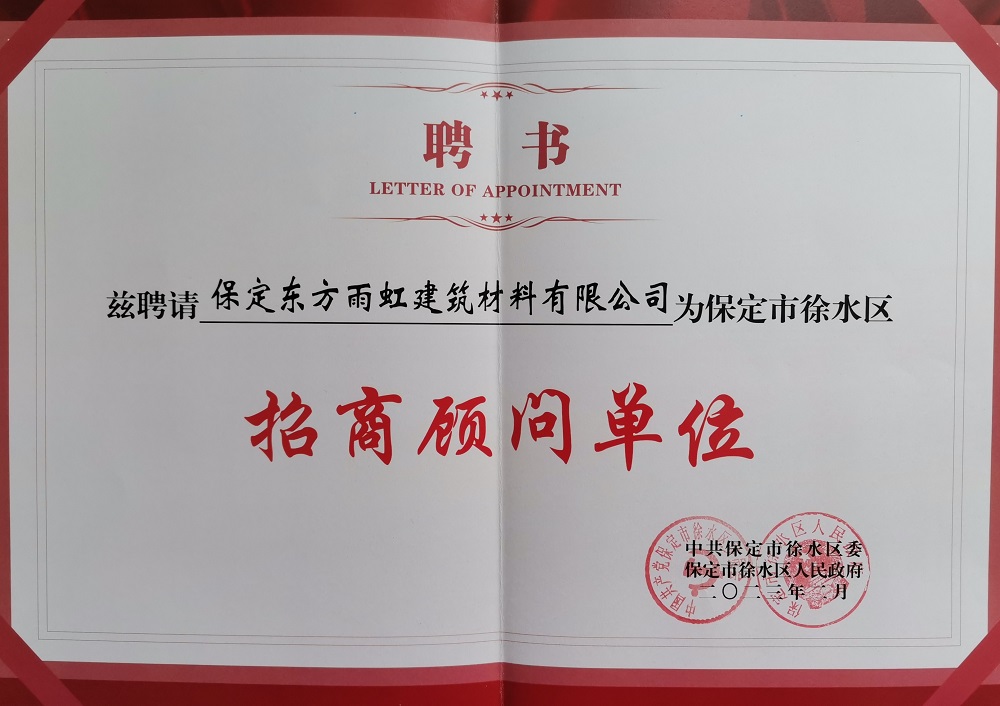 聘书
LETTER OF APPOINTMENT
兹聘请 保定东方雨虹建筑材料有限公司 为保定市徐水区
招商顾问单位
中共保定市徐水区委
保定市徐水区人民政府